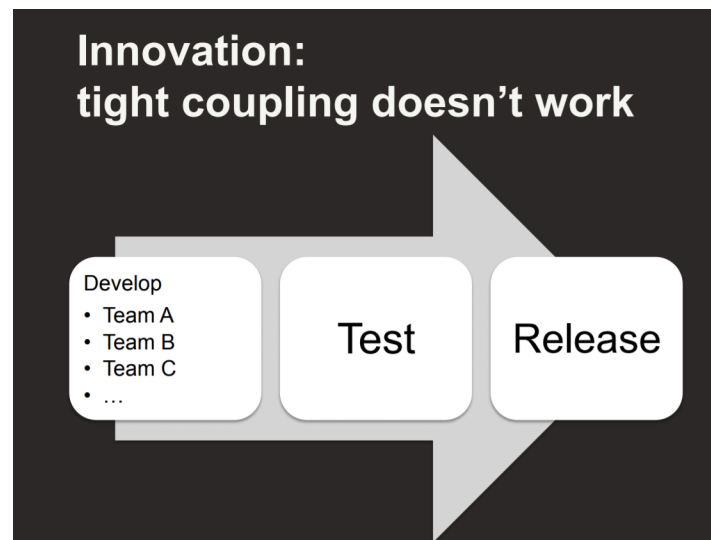 Innovation:
tight coupling doesn’t work
Develop
• Team A
• Team B
• Team C
• …
Test
Release